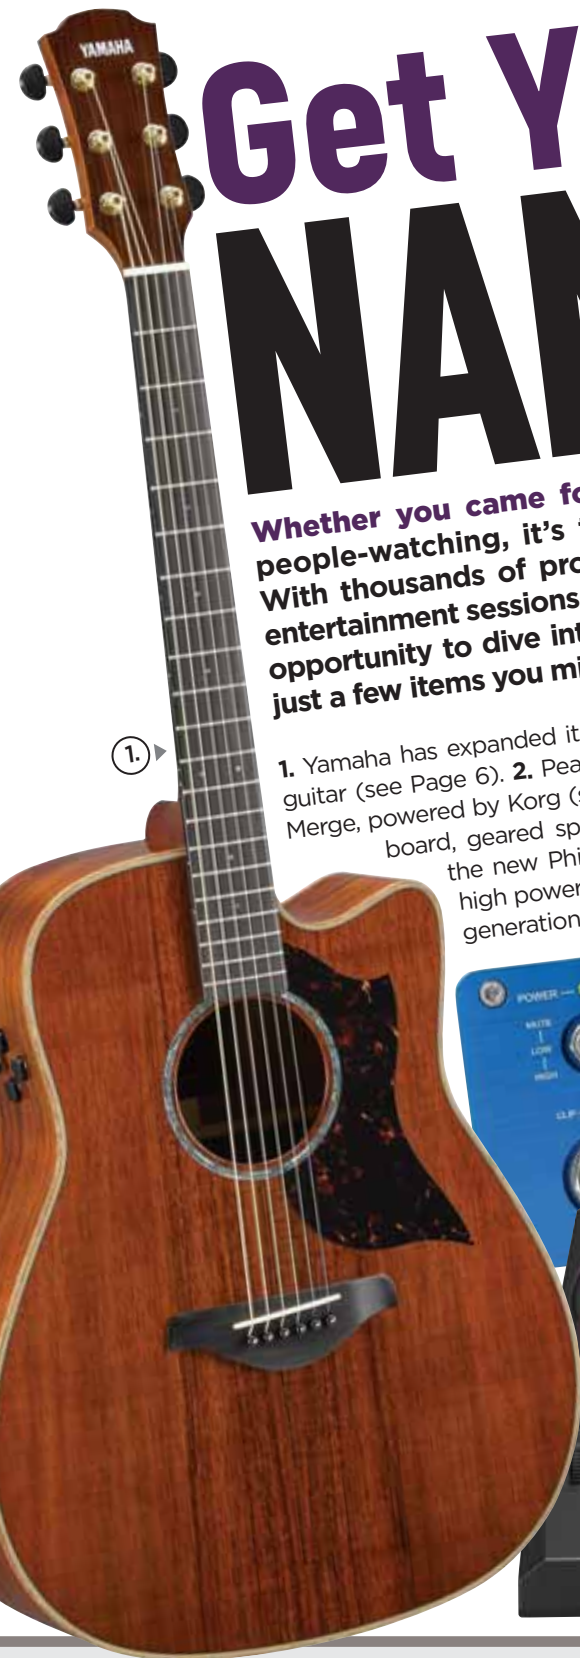 YAMAHA
Get Y
NAM
Whether you came fo
people-watching, it's
With thousands of pro
entertainment sessions
opportunity to dive int
just a few items you mi
1. Yamaha has expanded it
guitar (see Page 6). 2. Pea
Merge, powered by Korg (s
board, geared sp
the new Phi
high power
generation
1.
POWER
MUTE
LOW
HIGH
CLIP